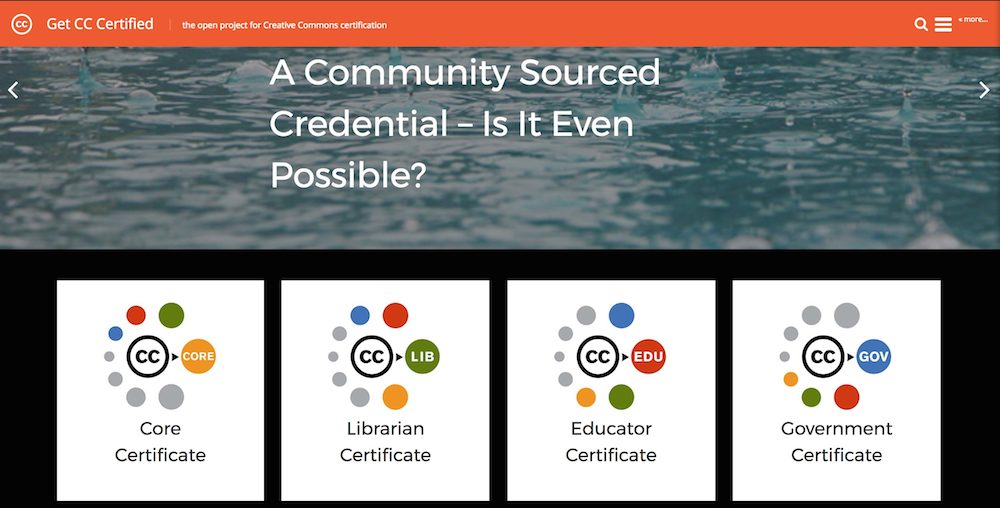 CC Get CC Certified the open project for Creative Commons certification « more...
A Community Sourced
Credential – Is It Even
Possible?
CC CORE
Core
Certificate
CC LIB
Librarian
Certificate
CC EDU
Educator
Certificate
CC GOV
Government
Certificate